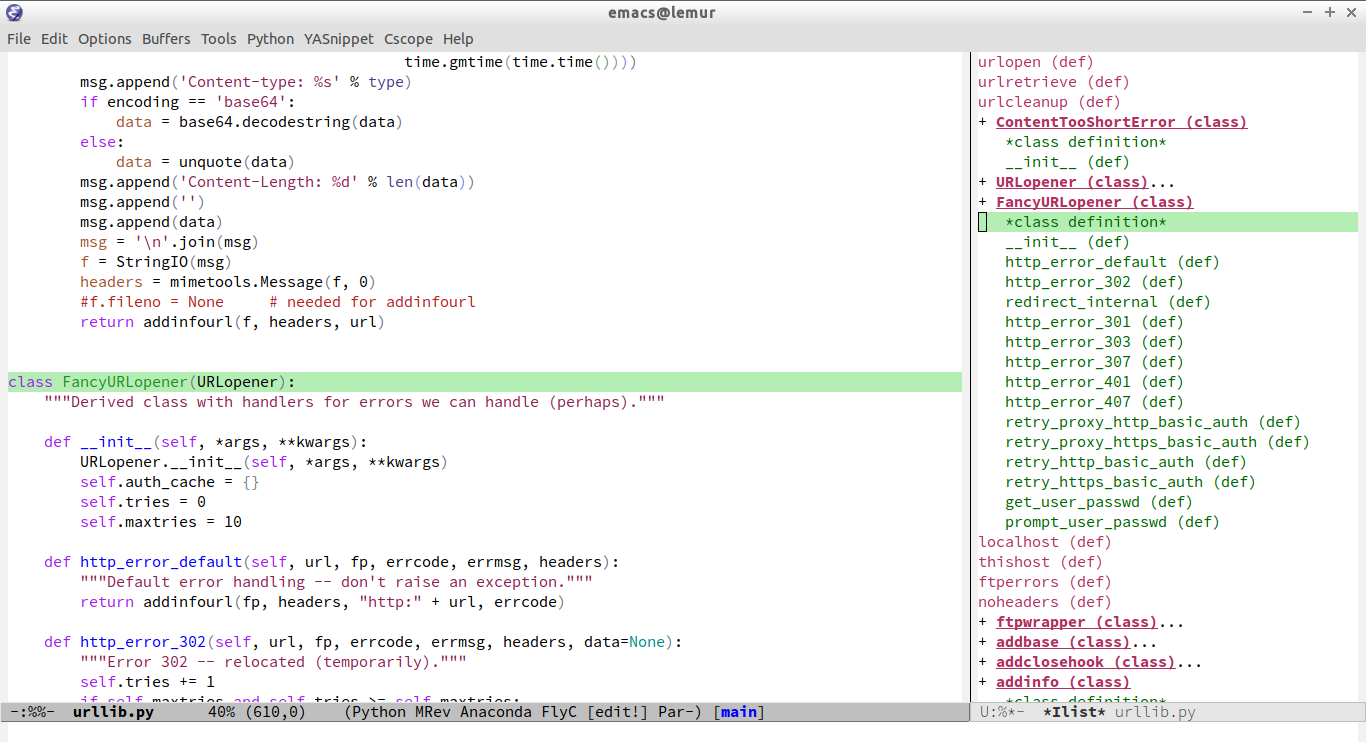 emacs@lemur
File Edit Options Buffers Tools Python YASnippet Cscope Help
                                            time.gmtime(time.time())))
        msg.append('Content-type: %s' % type)
        if encoding == 'base64':
            data = base64.decodestring(data)
        else:
            data = unquote(data)
        msg.append('Content-Length: %d' % len(data))
        msg.append('')
        msg.append(data)
        msg = '\n'.join(msg)
        f = StringIO(msg)
        headers = mimetools.Message(f, 0)
        #f.fileno = None     # needed for addinfourl
        return addinfourl(f, headers, url)
class FancyURLopener(URLopener):
    """Derived class with handlers for errors we can handle (perhaps)."""
    def __init__(self, *args, **kwargs):
        URLopener.__init__(self, *args, **kwargs)
        self.auth_cache = {}
        self.tries = 0
        self.maxtries = 10
    def http_error_default(self, url, fp, errcode, errmsg, headers):
        """Default error handling -- don't raise an exception."""
        return addinfourl(fp, headers, "http:" + url, errcode)
    def http_error_302(self, url, fp, errcode, errmsg, headers, data=None):
        """Error 302 -- relocated (temporarily)."""
        self.tries += 1
        if self.maxtries and self.tries >= self.maxtries:
-:%%-  urllib.py      40% (610,0)    (Python MRev Anaconda FlyC [edit!] Par-) [main]
urlopen (def)
urlretrieve (def)
urlcleanup (def)
+ ContentTooShortError (class)
   *class definition*
   __init__ (def)
+ URLopener (class)...
+ FancyURLopener (class)
   *class definition*
   __init__ (def)
   http_error_default (def)
   http_error_302 (def)
   redirect_internal (def)
   http_error_301 (def)
   http_error_303 (def)
   http_error_307 (def)
   http_error_401 (def)
   http_error_407 (def)
   retry_proxy_http_basic_auth (def)
   retry_proxy_https_basic_auth (def)
   retry_http_basic_auth (def)
   retry_https_basic_auth (def)
   get_user_passwd (def)
   prompt_user_passwd (def)
localhost (def)
thishost (def)
ftperrors (def)
noheaders (def)
+ ftpwrapper (class)...
+ addbase (class)...
+ addclosehook (class)...
+ addinfo (class)
   *class definition*
U:%*-  *Ilist* urllib.py